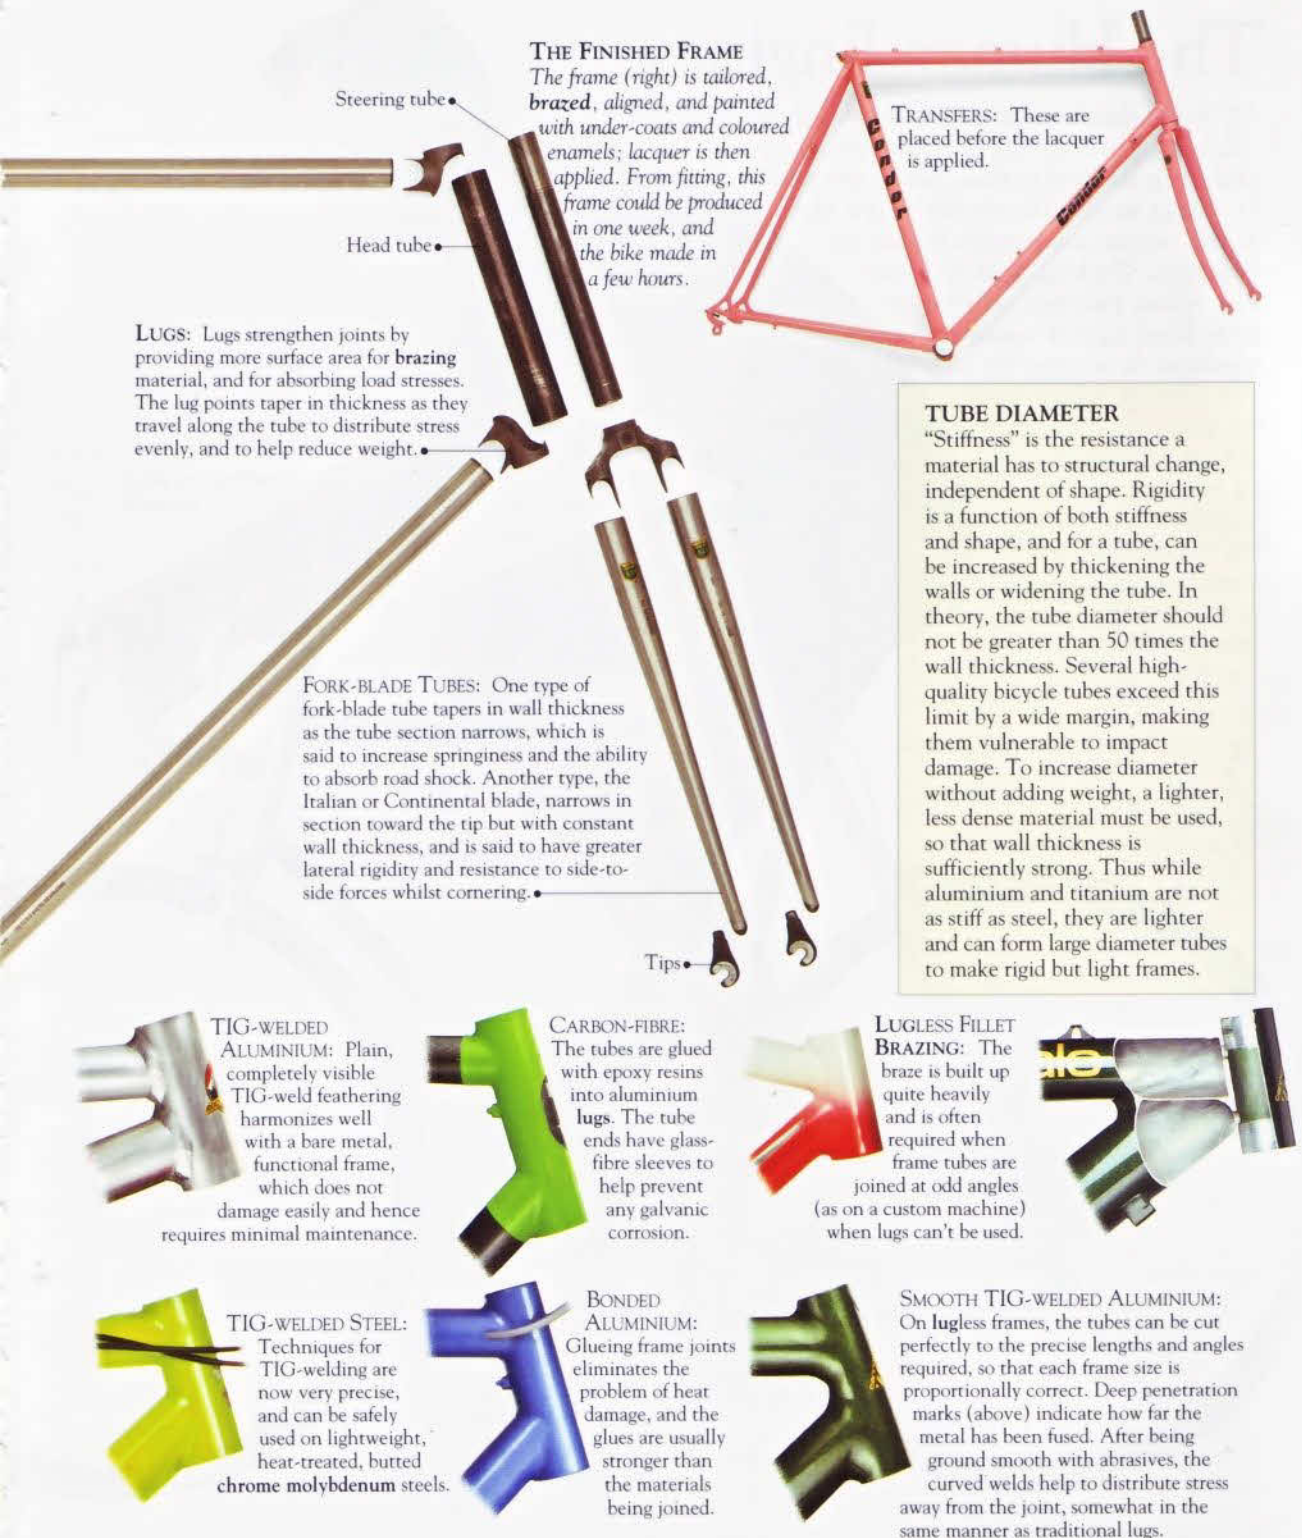 THE FINISHED FRAME
The frame (right) is tailored,
brazed, aligned, and painted
with under-coats and coloured
enamels; lacquer is then
applied. From fitting, this
frame could be produced
in one week, and
the bike made in
a few hours.
Steering tube
Head tube
TRANSFERS: These are
placed before the lacquer
is applied.
Condor
Condor
LUGS: Lugs strengthen joints by
providing more surface area for brazing
material, and for absorbing load stresses.
The lug points taper in thickness as they
travel along the tube to distribute stress
evenly, and to help reduce weight.
TUBE DIAMETER
“Stiffness” is the resistance a
material has to structural change,
independent of shape. Rigidity
is a function of both stiffness
and shape, and for a tube, can
be increased by thickening the
walls or widening the tube. In
theory, the tube diameter should
not be greater than 50 times the
wall thickness. Several high-
quality bicycle tubes exceed this
limit by a wide margin, making
them vulnerable to impact
damage. To increase diameter
without adding weight, a lighter,
less dense material must be used,
so that wall thickness is
sufficiently strong. Thus while
aluminium and titanium are not
as stiff as steel, they are lighter
and can form large diameter tubes
to make rigid but light frames.
FORK-BLADE TUBES: One type of
fork-blade tube tapers in wall thickness
as the tube section narrows, which is
said to increase springiness and the ability
to absorb road shock. Another type, the
Italian or Continental blade, narrows in
section toward the tip but with constant
wall thickness, and is said to have greater
lateral rigidity and resistance to side-to-
side forces whilst cornering.
Tips
TIG-WELDED
ALUMINIUM: Plain,
completely visible
TIG-weld feathering
harmonizes well
with a bare metal,
functional frame,
which does not
damage easily and hence
requires minimal maintenance.
CARBON-FIBRE:
The tubes are glued
with epoxy resins
into aluminium
lugs. The tube
ends have glass-
fibre sleeves to
help prevent
any galvanic
corrosion.
LUGLESS FILLET
BRAZING: The
braze is built up
quite heavily
and is often
required when
frame tubes are
joined at odd angles
(as on a custom machine)
when lugs can't be used.
ale
TIG-WELDED STEEL:
Techniques for
TIG-welding are
now very precise,
and can be safely
used on lightweight,
heat-treated, butted
chrome molybdenum steels.
BONDED
ALUMINIUM:
Glueing frame joints
eliminates the
problem of heat
damage, and the
glues are usually
stronger than
the materials
being joined.
SMOOTH TIG-WELDED ALUMINIUM:
On lugless frames, the tubes can be cut
perfectly to the precise lengths and angles
required, so that each frame size is
proportionally correct. Deep penetration
marks (above) indicate how far the
metal has been fused. After being
ground smooth with abrasives, the
curved welds help to distribute stress
away from the joint, somewhat in the
same manner as traditional lugs.